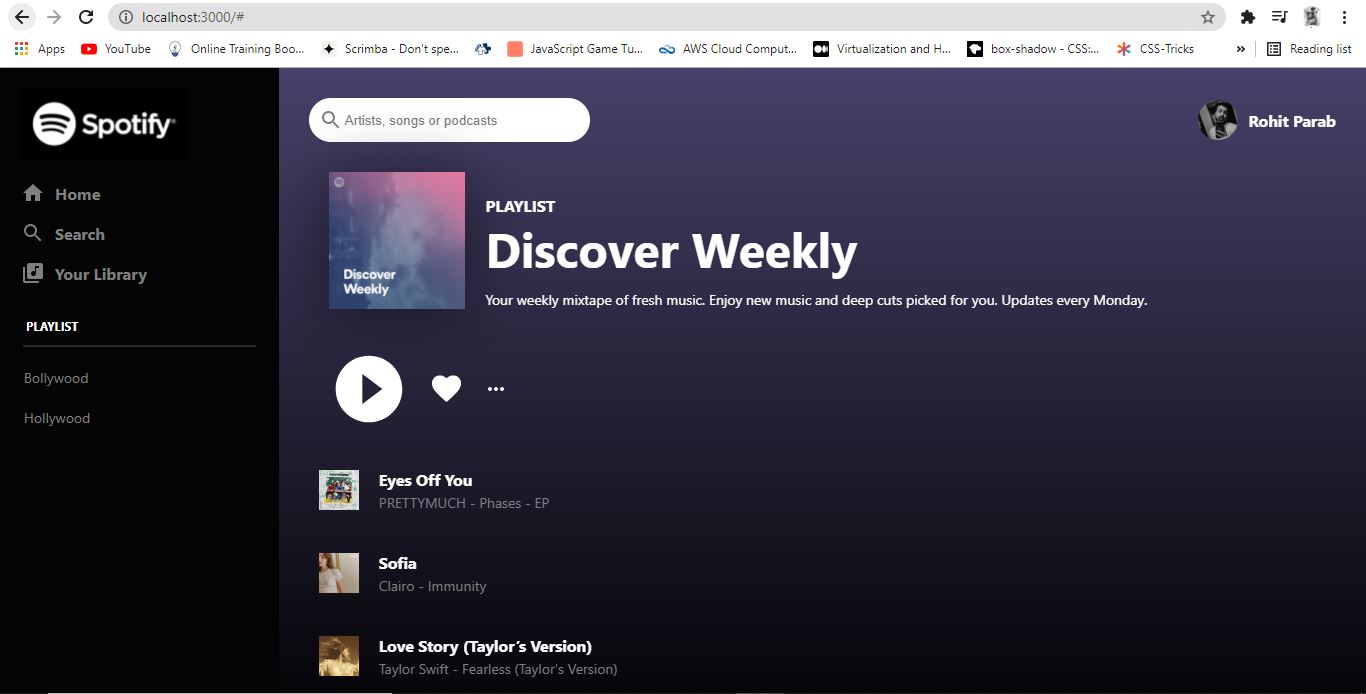 localhost:3000/#
Apps YouTube Online Training Boo... Scrimba - Don't spe... JavaScript Game Tu... AWS Cloud Comput... Virtualization and H... box-shadow - CSS:... CSS-Tricks » Reading list
Spotify®
Home
Search
Your Library
PLAYLIST
Bollywood
Hollywood
Artists, songs or podcasts
Rohit Parab
Discover
Weekly
PLAYLIST
Discover Weekly
Your weekly mixtape of fresh music. Enjoy new music and deep cuts picked for you. Updates every Monday.
Eyes Off You
PRETTYMUCH - Phases - EP
Sofia
Clairo - Immunity
Love Story (Taylor’s Version)
Taylor Swift - Fearless (Taylor's Version)